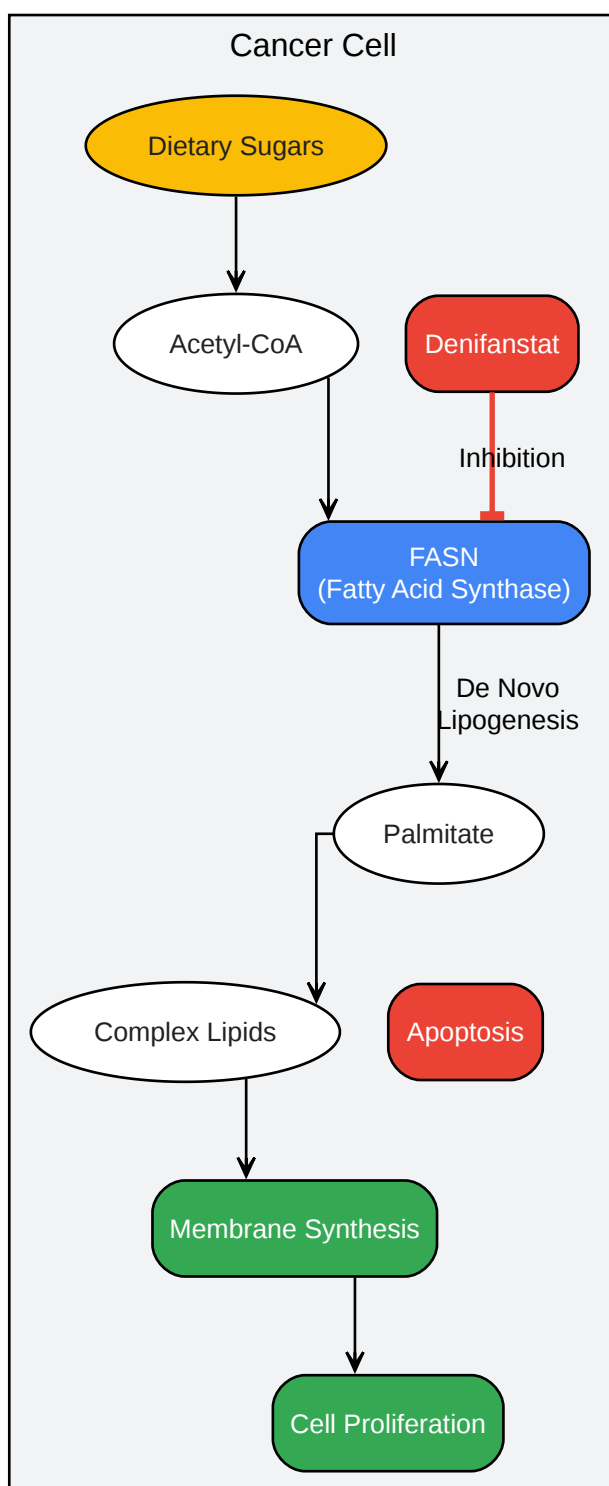 Cancer Cell
Dietary Sugars
Acetyl-CoA
Denifanstat
Inhibition
FASN
(Fatty Acid Synthase)
De Novo
Lipogenesis
Palmitate
Complex Lipids
Apoptosis
Membrane Synthesis
Cell Proliferation